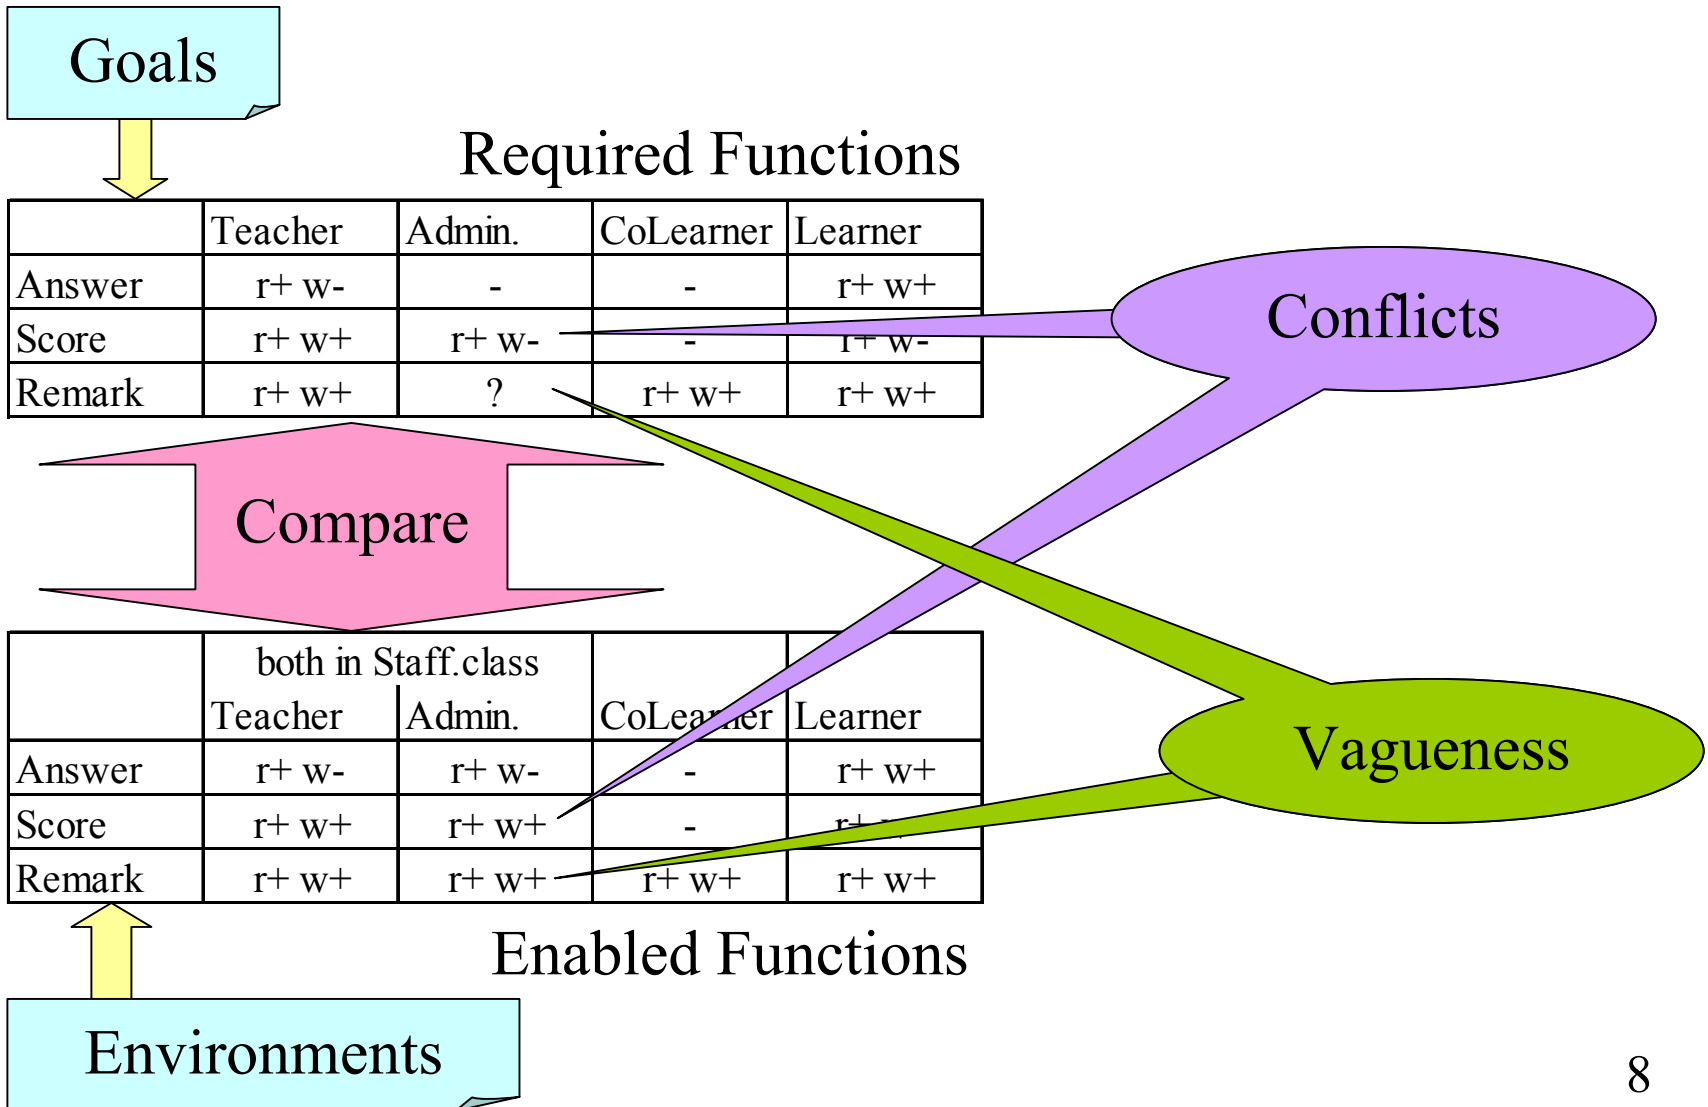 Goals
Required Functions
Teacher Admin. CoLearner Learner
Answer r+ w- - - r+ w+
Score r+ w+ r+ w- - r+ w-
Remark r+ w+ ? r+ w+ r+ w+
Conflicts
Compare
both in Staff.class
Teacher Admin. CoLearner Learner
Answer r+ w- r+ w- - r+ w+
Score r+ w+ r+ w+ - r+
Remark r+ w+ r+ w+ r+ w+ r+ w+
Vagueness
Enabled Functions
Environments
8